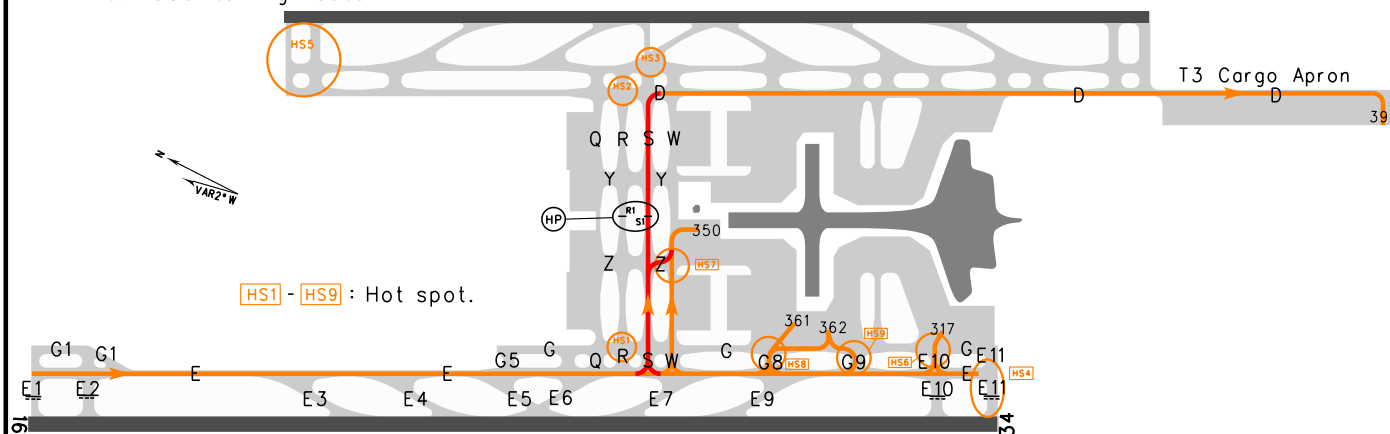 HS5
HS3
HS2
T3 Cargo Apron
D
D
D
39
Q R S W
N
VAR2°W
Y
Y
HP
R1
S1
350
Z
Z
HS7
HS1 - HS9 : Hot spot.
361
362
317
HS9
HS1
G1
G1
G5
G
Q
R
S
W
G
G8
HS8
G9
HS6
E10
G
E11
E
E
E
HS4
E1
E2
E3
E4
E5
E6
E7
E9
E10
E11
16
34